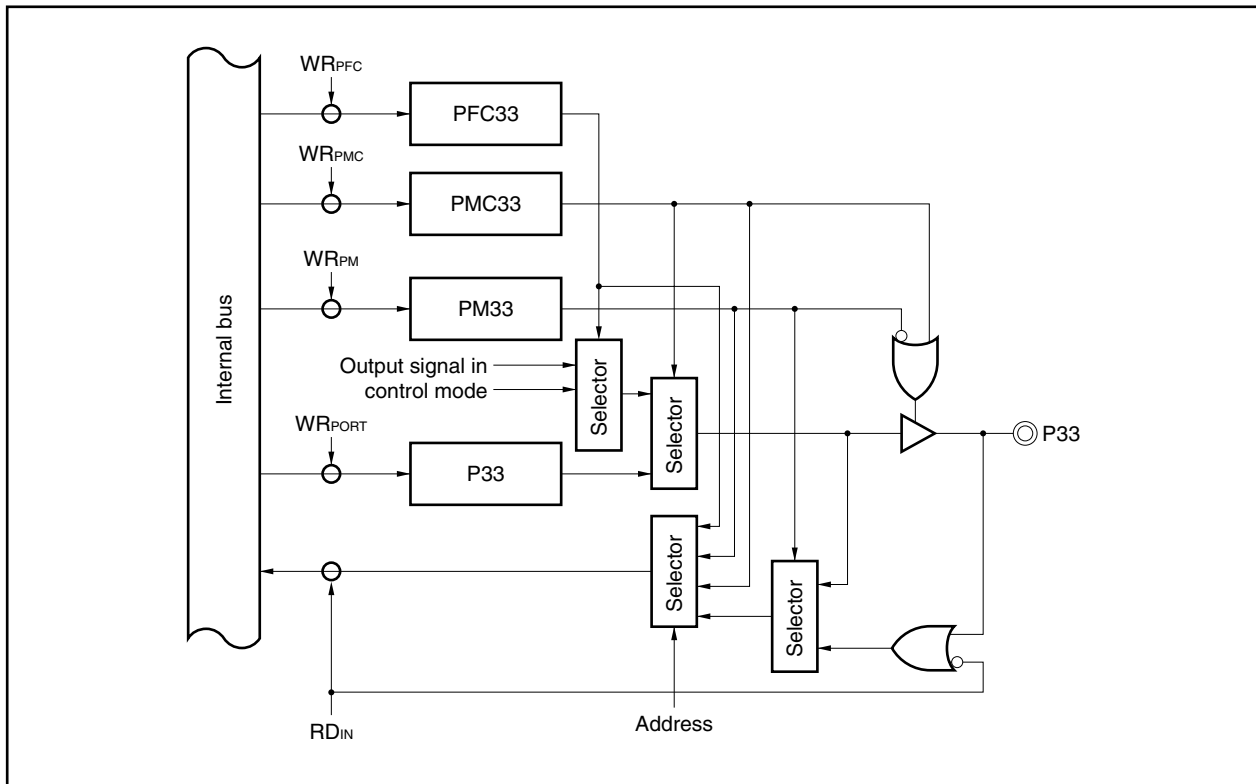 WRPFC
PFC33
WRPMC
PMC33
WRPM
PM33
Internal bus
Output signal in
control mode
Selector
Selector
WRPORT
P33
P33
Selector
Selector
RDIN
Address